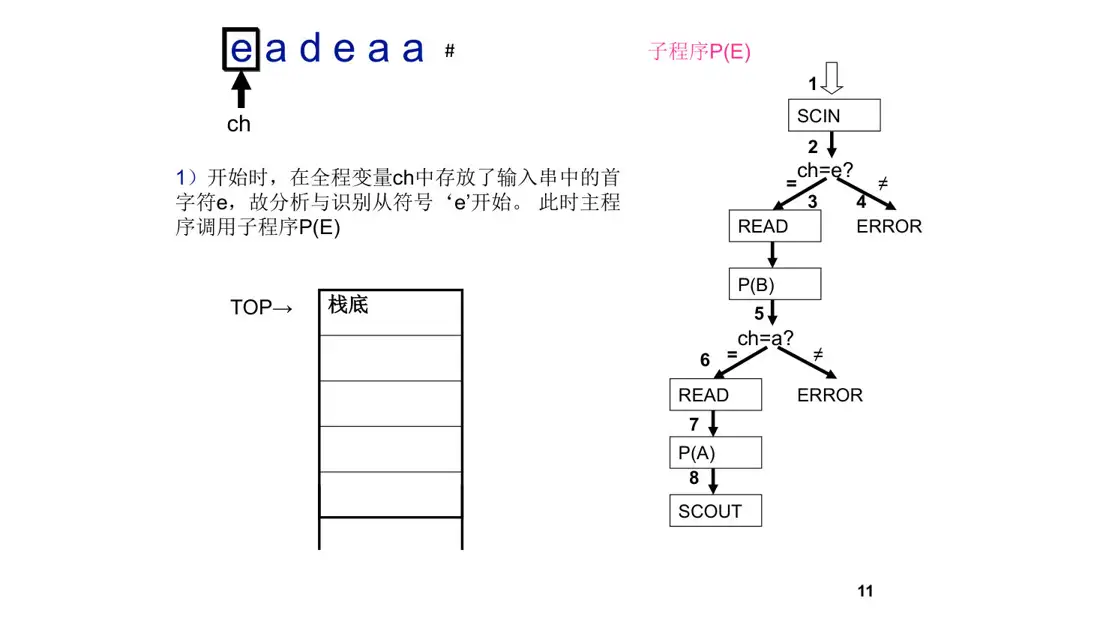 e a d e a a #
ch
1）开始时，在全程变量ch中存放了输入串中的首
字符e，故分析与识别从符号‘e’开始。 此时主程
序调用子程序P(E)
TOP→
栈底
子程序P(E)
1
SCIN
2
ch=e?
= ≠
3 4
READ ERROR
P(B)
5
ch=a?
6 = ≠
READ ERROR
7
P(A)
8
SCOUT
11